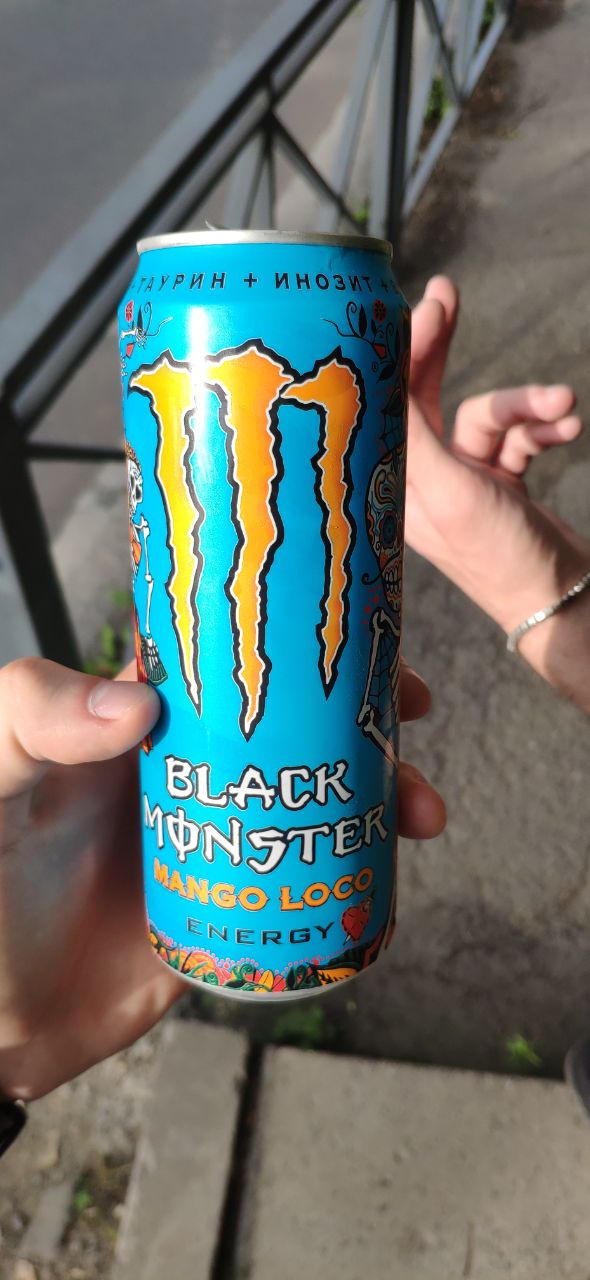 ТАУРИН + ИНОЗИТ +
BLACK
MONSTER
MANGO LOCO
ENERGY